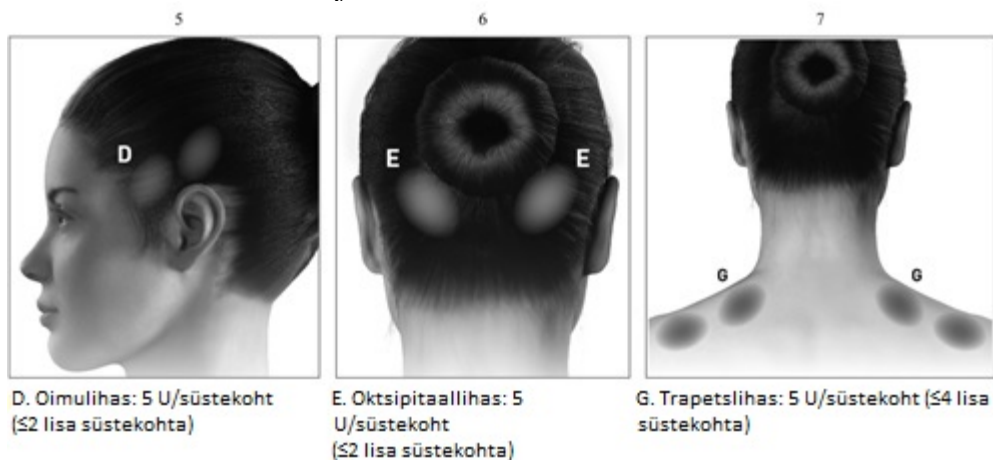 5
6
7
D
E
E
G
G
D. Oimulihas: 5 U/süstekoht
(≤2 lisa süstekohta)
E. Oktsipitaallihas: 5
U/süstekoht
(≤2 lisa süstekohta)
G. Trapetslihas: 5 U/süstekoht (≤4 lisa
süstekohta)